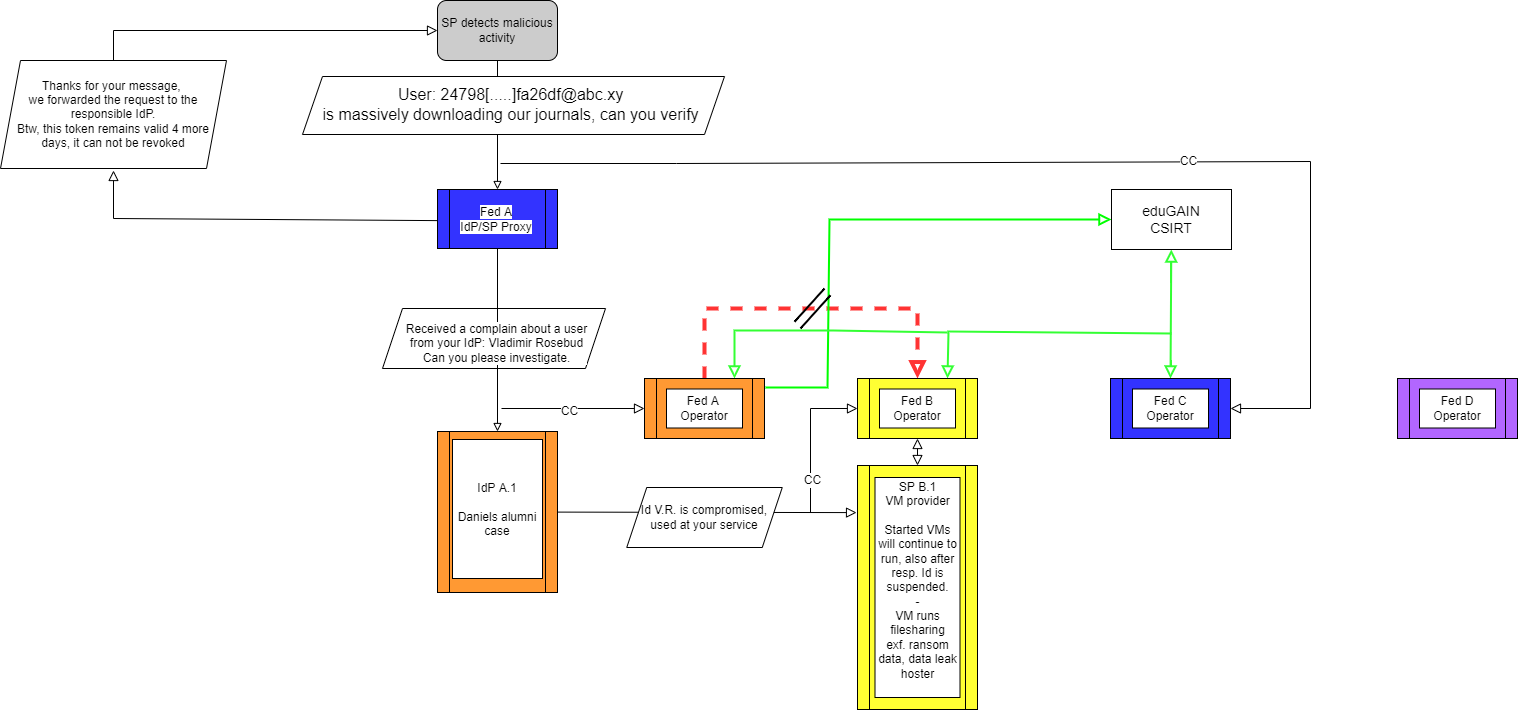 SP detects malicious
activity
Thanks for your message,
we forwarded the request to the
responsible IdP.
Btw, this token remains valid 4 more
days, it can not be revoked
User: 24798[.....]fa26df@abc.xy
is massively downloading our journals, can you verify
CC
Fed A
IdP/SP Proxy
eduGAIN
CSIRT
Received a complain about a user
from your IdP: Vladimir Rosebud
Can you please investigate.
CC
Fed A
Operator
Fed B
Operator
Fed C
Operator
Fed D
Operator
IdP A.1
Daniels alumni
case
Id V.R. is compromised,
used at your service
CC
SP B.1
VM provider
Started VMs
will continue to
run, also after
resp. Id is
suspended.
-
VM runs
filesharing
exf. ransom
data, data leak
hoster